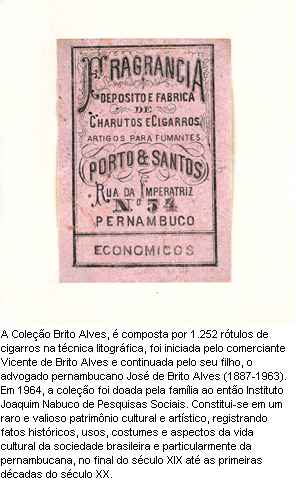 FRAGRANCIA
DEPOSITO E FABRICA
DE
CHARUTOS E CIGARROS,
ARTIGOS PARA FUMANTES.
PORTO & SANTOS
RUA DA IMPERATRIZ
Nº 54
PERNAMBUCO
ECONOMICOS
A Coleção Brito Alves, é composta por 1.252 rótulos de
cigarros na técnica litográfica, foi iniciada pelo comerciante
Vicente de Brito Alves e continuada pelo seu filho, o
advogado pernambucano José de Brito Alves (1887-1963).
Em 1964, a coleção foi doada pela família ao então Instituto
Joaquim Nabuco de Pesquisas Sociais. Constitui-se em um
raro e valioso patrimônio cultural e artístico, registrando
fatos históricos, usos, costumes e aspectos da vida
cultural da sociedade brasileira e particularmente da
pernambucana, no final do século XIX até as primeiras
décadas do século XX.